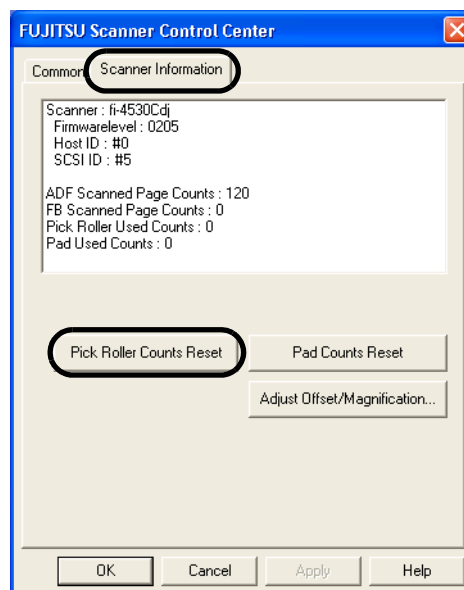 FUJITSU Scanner Control Center
Common
Scanner Information
Scanner : fi-4530Cdj
Firmwarelevel : 0205
Host ID : #0
SCSI ID : #5
ADF Scanned Page Counts : 120
FB Scanned Page Counts : 0
Pick Roller Used Counts : 0
Pad Used Counts : 0
Pick Roller Counts Reset
Pad Counts Reset
Adjust Offset/Magnification...
OK
Cancel
Apply
Help